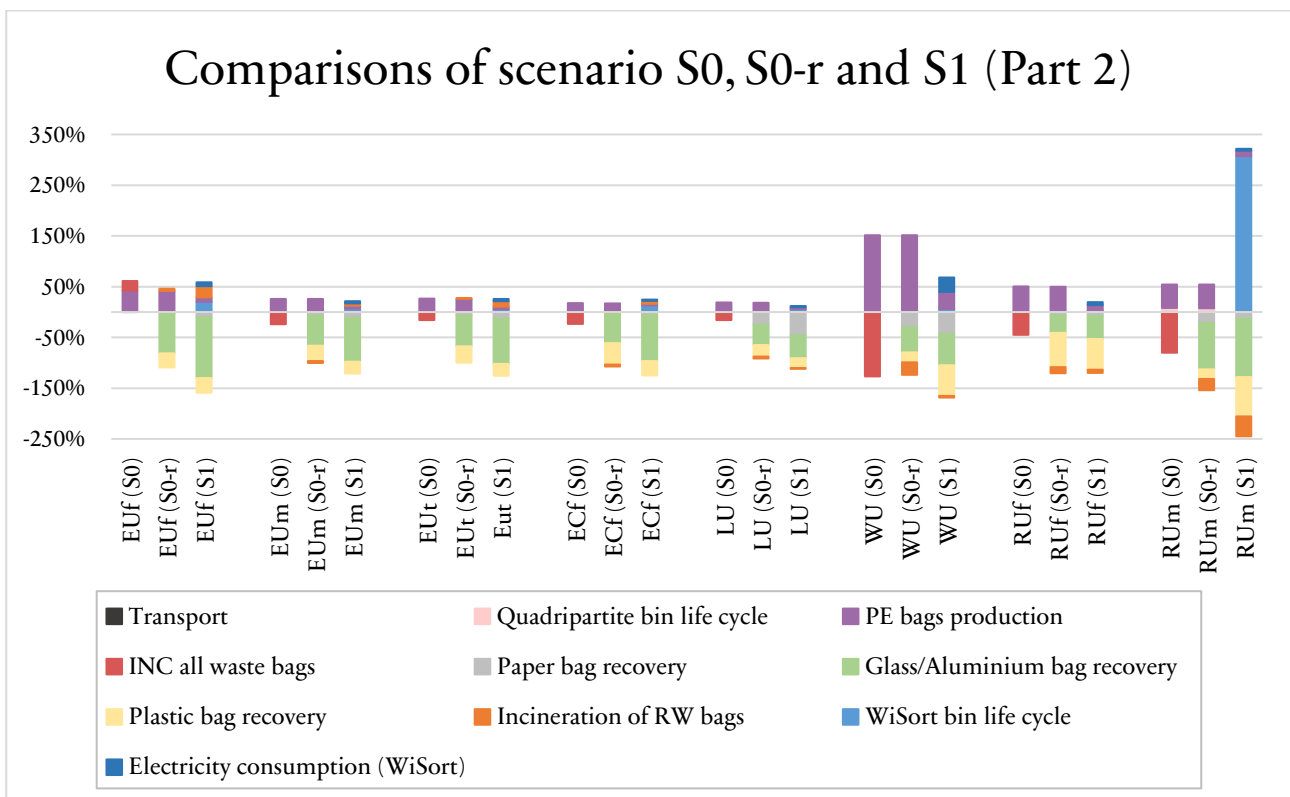 Comparisons of scenario S0, S0-r and S1 (Part 2)
350%
250%
150%
50%
-50%
-150%
-250%
EUf (S0)
EUf (S0-r)
EUf (S1)
EUm (S0)
EUm (S0-r)
EUm (S1)
EUt (S0)
EUt (S0-r)
Eut (S1)
ECf (S0)
ECf (S0-r)
ECf (S1)
LU (S0)
LU (S0-r)
LU (S1)
WU (S0)
WU (S0-r)
WU (S1)
RUf (S0)
RUf (S0-r)
RUf (S1)
RUm (S0)
RUm (S0-r)
RUm (S1)
Transport
Quadripartite bin life cycle
PE bags production
INC all waste bags
Paper bag recovery
Glass/Aluminium bag recovery
Plastic bag recovery
Incineration of RW bags
WiSort bin life cycle
Electricity consumption (WiSort)